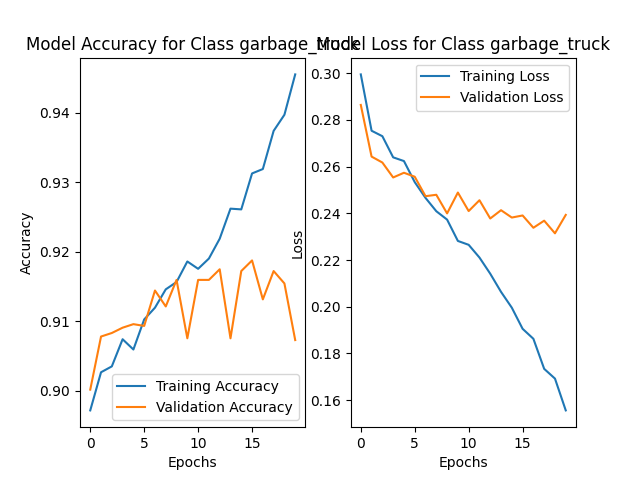 Model Accuracy for Class garbage_truck
Model Loss for Class garbage_truck
0.94
0.93
0.92
0.91
0.90
Accuracy
Training Accuracy
Validation Accuracy
0 5 10 15
Epochs
0.30
0.28
0.26
0.24
0.22
0.20
0.18
0.16
Loss
Training Loss
Validation Loss
0 5 10 15
Epochs